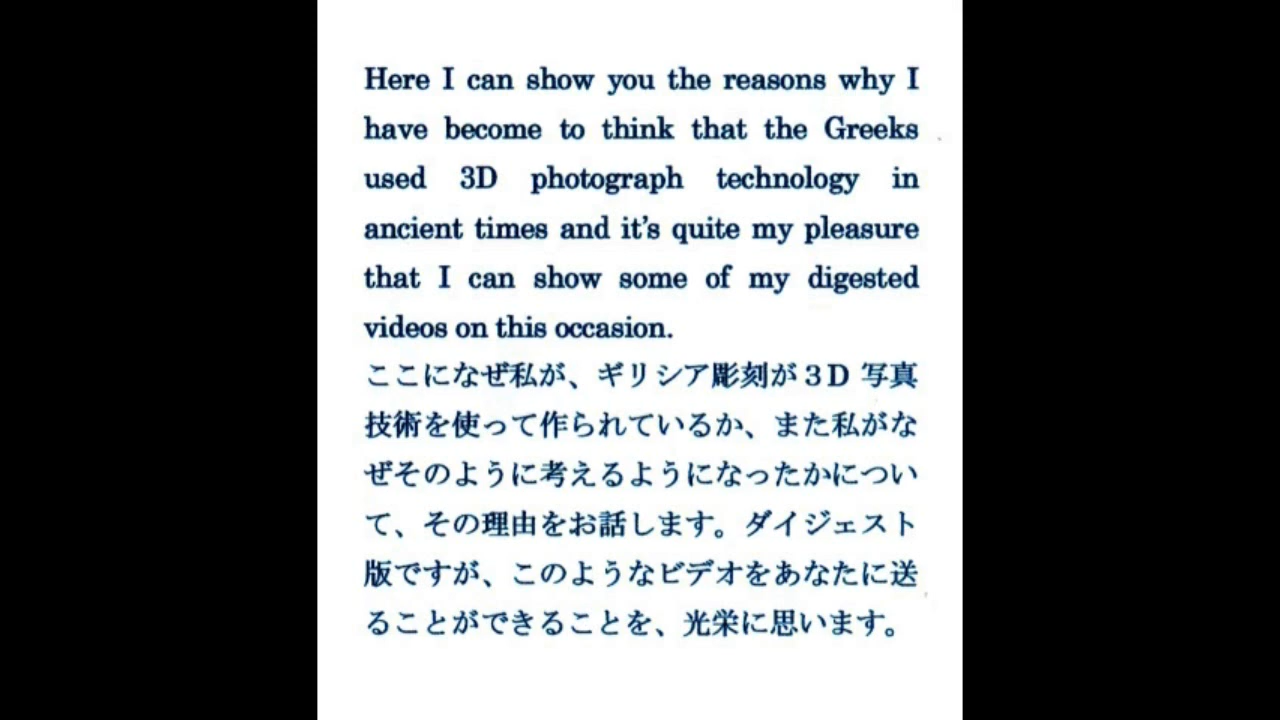 Here I can show you the reasons why I
have become to think that the Greeks
used 3D photograph technology in
ancient times and it's quite my pleasure
that I can show some of my digested
videos on this occasion.
ここになぜ私が、ギリシア彫刻が３D 写真
技術を使って作られているか、また私がな
ぜそのように考えるようになったかについ
て、その理由をお話します。ダイジェスト
版ですが、このようなビデオをあなたに送
ることができることを、光栄に思います。